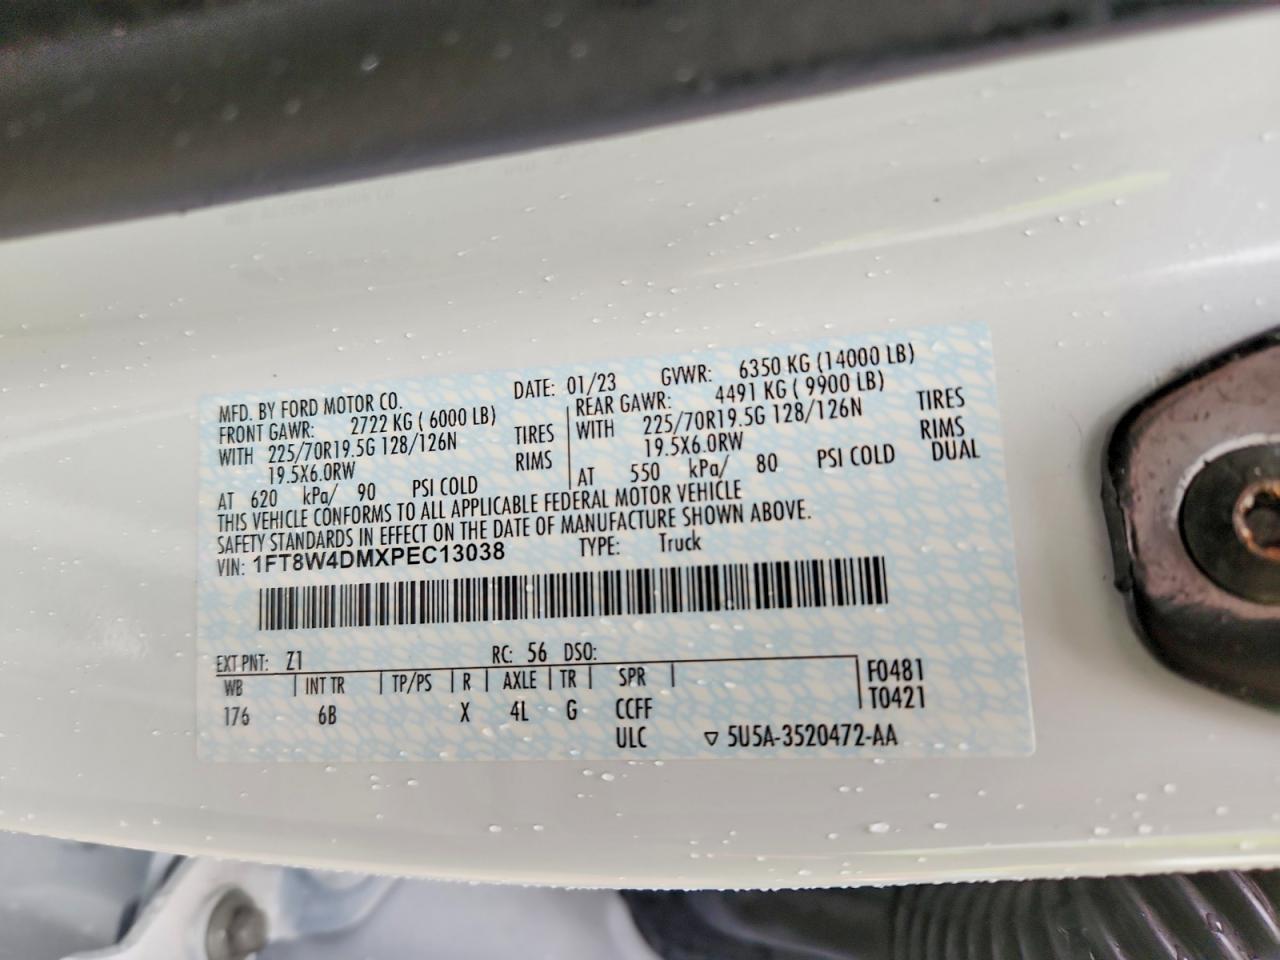 MFD. BY FORD MOTOR CO. DATE: 01/23 GVWR: 6350 KG (14000 LB)
FRONT GAWR: 2722 KG ( 6000 LB) REAR GAWR: 4491 KG ( 9900 LB)
WITH 225/70R19.5G 128/126N TIRES WITH 225/70R19.5G 128/126N TIRES
19.5X6.0RW RIMS 19.5X6.0RW RIMS
AT 620 kPa/ 90 PSI COLD AT 550 kPa/ 80 PSI COLD DUAL
THIS VEHICLE CONFORMS TO ALL APPLICABLE FEDERAL MOTOR VEHICLE
SAFETY STANDARDS IN EFFECT ON THE DATE OF MANUFACTURE SHOWN ABOVE.
VIN: 1FT8W4DMXPEC13038 TYPE: Truck
EXT PNT: Z1 RC: 56 DSO:
WB INT TR TP/PS R AXLE TR SPR F0481
176 6B X 4L G CCFF T0421
ULC ▽ 5U5A-3520472-AA